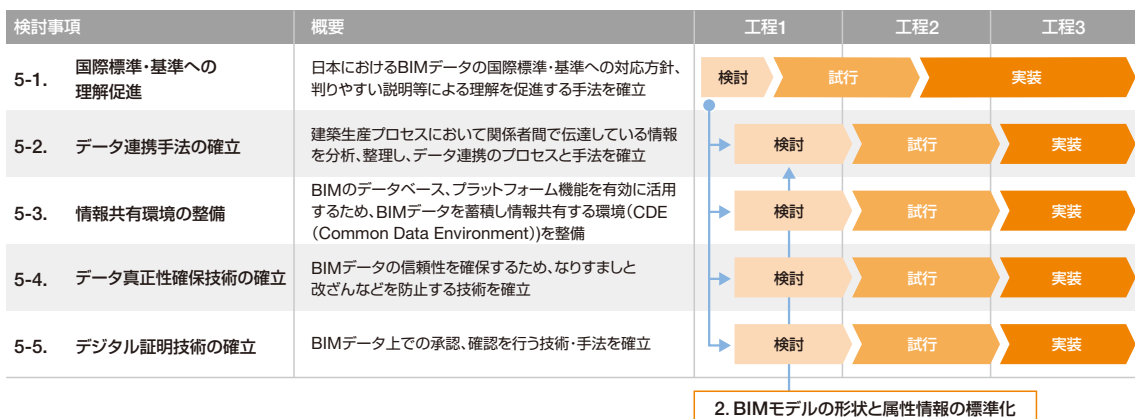 検討事項 概要 工程1 工程2 工程3
5-1. 国際標準・基準への
理解促進
日本におけるBIMデータの国際標準・基準への対応方針、
判りやすい説明等による理解を促進する手法を確立
検討 試行 実装
5-2. データ連携手法の確立
建築生産プロセスにおいて関係者間で伝達している情報
を分析、整理し、データ連携のプロセスと手法を確立
検討 試行 実装
5-3. 情報共有環境の整備
BIMのデータベース、プラットフォーム機能を有効に活用
するため、BIMデータを蓄積し情報共有する環境(CDE
(Common Data Environment))を整備
検討 試行 実装
5-4. データ真正性確保技術の確立
BIMデータの信頼性を確保するため、なりすましと
改ざんなどを防止する技術を確立
検討 試行 実装
5-5. デジタル証明技術の確立
BIMデータ上での承認、確認を行う技術・手法を確立
検討 試行 実装
2. BIMモデルの形状と属性情報の標準化